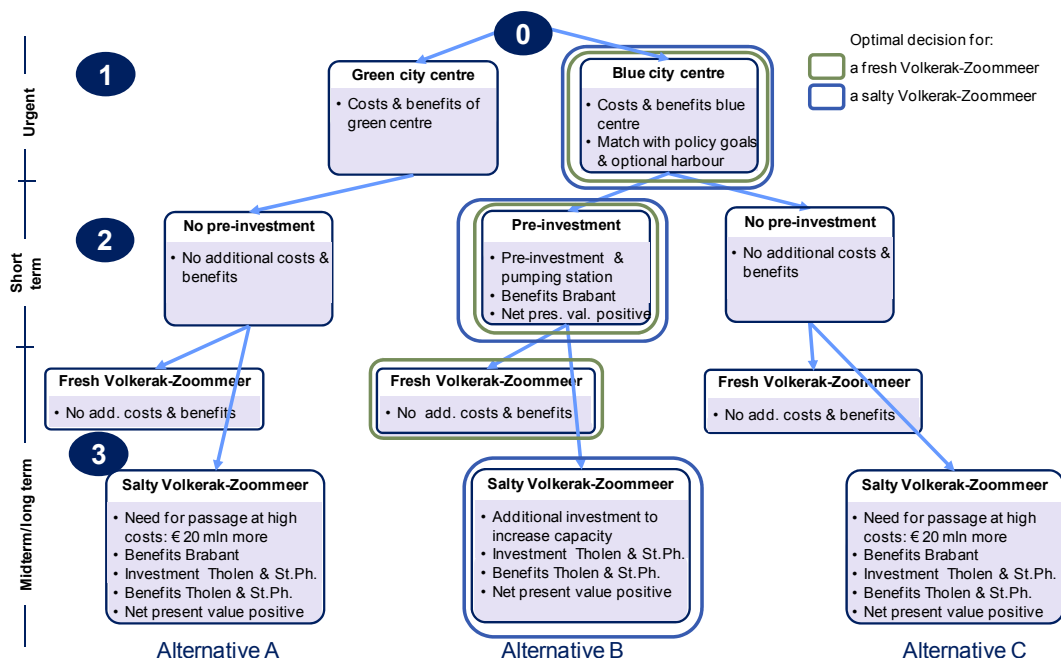 0
Optimal decision for:
a fresh Volkerak-Zoommeer
a salty Volkerak-Zoommeer
1
Urgent
Green city centre
• Costs & benefits of
green centre
Blue city centre
• Costs & benefits blue
centre
• Match with policy goals
& optional harbour
2
Short
term
No pre-investment
• No additional costs &
benefits
Pre-investment
• Pre-investment &
pumping station
• Benefits Brabant
• Net pres. val. positive
No pre-investment
• No additional costs &
benefits
Fresh Volkerak-Zoommeer
• No add. costs & benefits
Fresh Volkerak-Zoommeer
• No add. costs & benefits
Fresh Volkerak-Zoommeer
• No add. costs & benefits
3
Midterm/long term
Salty Volkerak-Zoommeer
• Need for passage at high
costs: € 20 mln more
• Benefits Brabant
• Investment Tholen & St.Ph.
• Benefits Tholen & St.Ph.
• Net present value positive
Salty Volkerak-Zoommeer
• Additional investment to
increase capacity
• Investment Tholen & St.Ph.
• Benefits Tholen & St.Ph.
• Net present value positive
Salty Volkerak-Zoommeer
• Need for passage at high
costs: € 20 mln more
• Benefits Brabant
• Investment Tholen & St.Ph.
• Benefits Tholen & St.Ph.
• Net present value positive
Alternative A
Alternative B
Alternative C